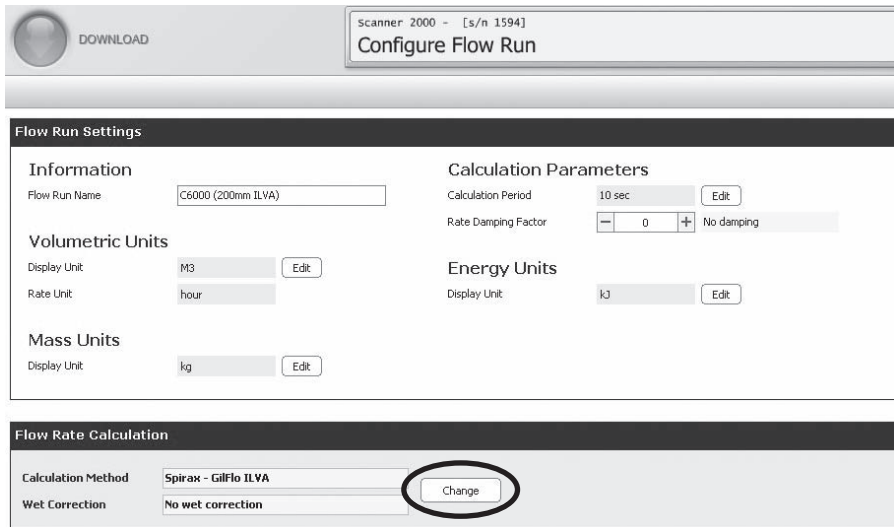 DOWNLOAD
Scanner 2000 - [s/n 1594]
Configure Flow Run
Flow Run Settings
Information
Flow Run Name C6000 (200mm ILVA)
Volumetric Units
Display Unit M3 Edit
Rate Unit hour
Mass Units
Display Unit kg Edit
Calculation Parameters
Calculation Period 10 sec Edit
Rate Damping Factor − 0 + No damping
Energy Units
Display Unit kJ Edit
Flow Rate Calculation
Calculation Method Spirax - GilFlo ILVA
Wet Correction No wet correction
Change